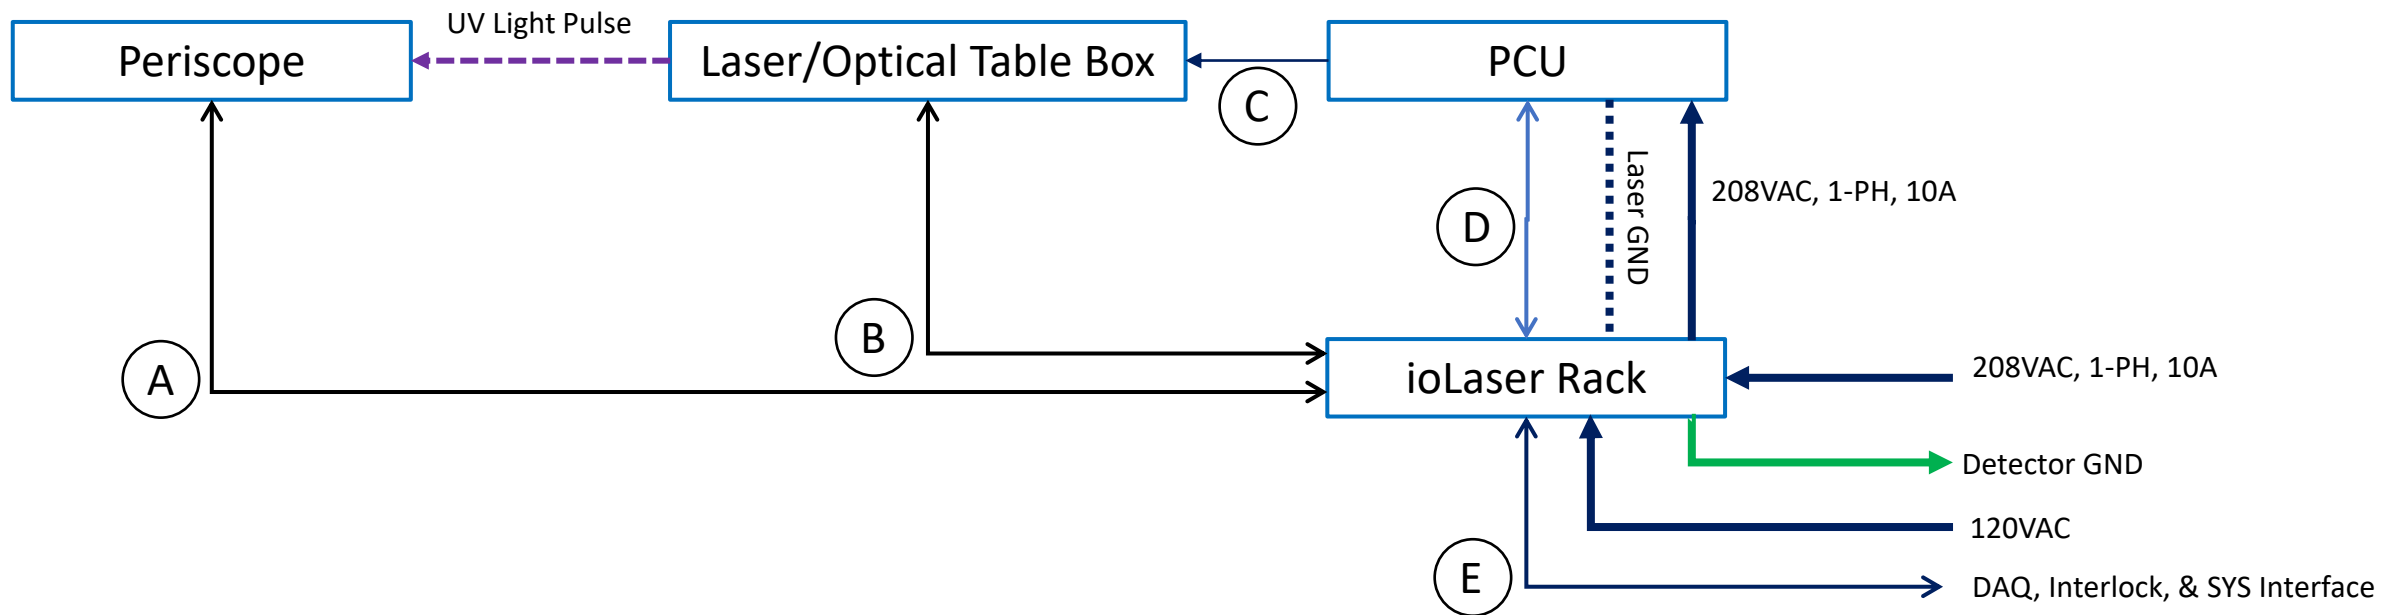 UV Light Pulse
Periscope
Laser/Optical Table Box
PCU
C
208VAC, 1-PH, 10A
Laser GND
D
B
A
ioLaser Rack
208VAC, 1-PH, 10A
Detector GND
120VAC
E
DAQ, Interlock, & SYS Interface